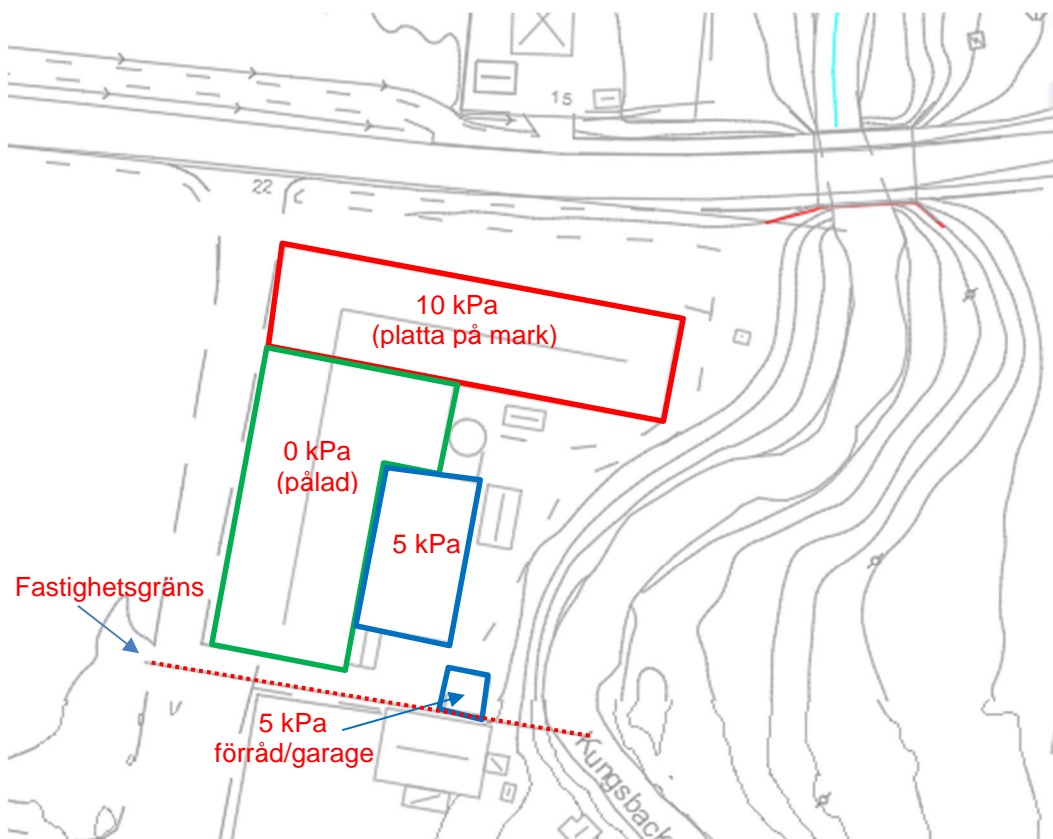 15
22
10 kPa
(platta på mark)
0 kPa
(pålad)
5 kPa
Fastighetsgräns
5 kPa
förråd/garage
Kungsback